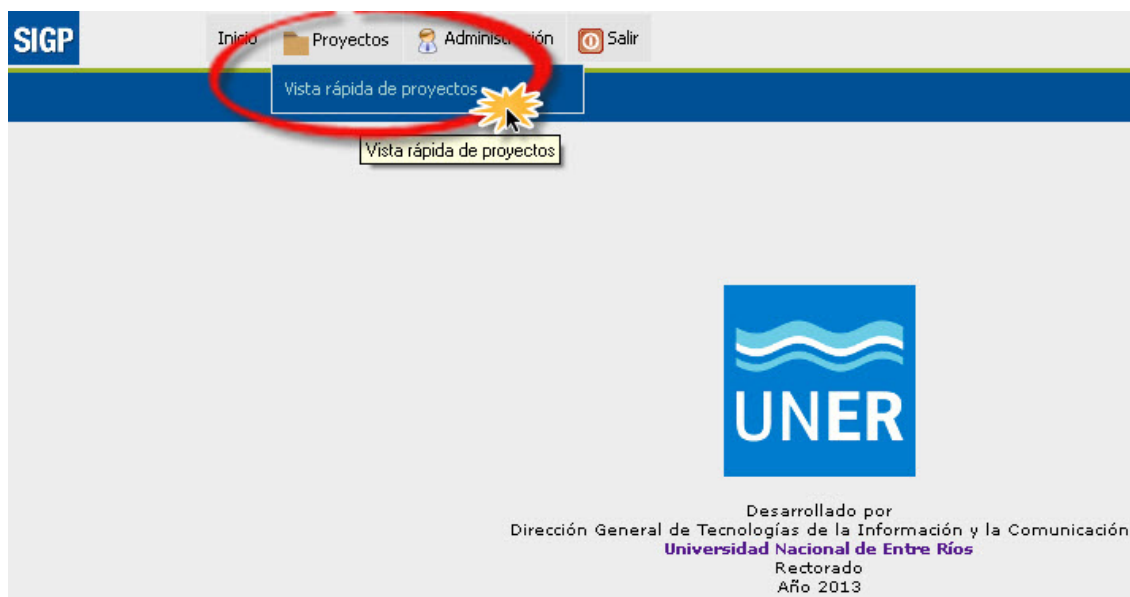 SIGP
Inicio Proyectos Administración Salir
Vista rápida de proyectos
Vista rápida de proyectos
UNER
Desarrollado por
Dirección General de Tecnologías de la Información y la Comunicación
Universidad Nacional de Entre Ríos
Rectorado
Año 2013